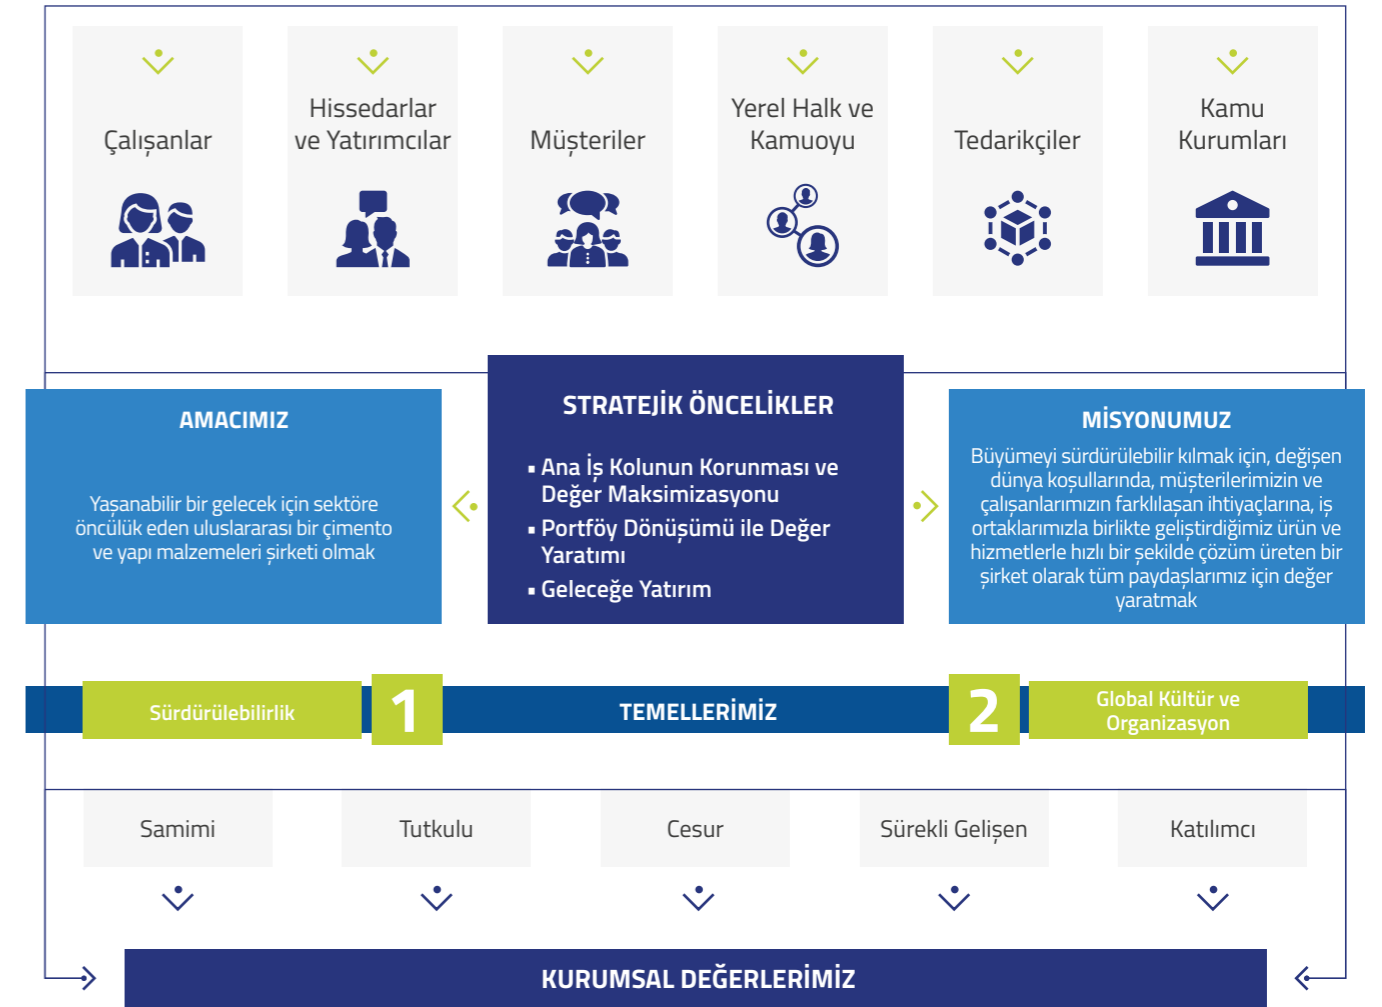 Çalışanlar
Hissedarlar
ve Yatırımcılar
Müşteriler
Yerel Halk ve
Kamuoyu
Tedarikçiler
Kamu
Kurumları
AMACIMIZ
Yaşanabilir bir gelecek için sektöre
öncülük eden uluslararası bir çimento
ve yapı malzemeleri şirketi olmak
STRATEJİK ÖNCELİKLER
▪ Ana İş Kolunun Korunması ve
Değer Maksimizasyonu
▪ Portföy Dönüşümü ile Değer
Yaratımı
▪ Geleceğe Yatırım
MİSYONUMUZ
Büyümeyi sürdürülebilir kılmak için, değişen
dünya koşullarında, müşterilerimizin ve
çalışanlarımızın farklılaşan ihtiyaçlarına, iş
ortaklarımızla birlikte geliştirdiğimiz ürün ve
hizmetlerle hızlı bir şekilde çözüm üreten bir
şirket olarak tüm paydaşlarımız için değer
yaratmak
Sürdürülebilirlik
1
TEMELLERİMİZ
2
Global Kültür ve
Organizasyon
Samimi
Tutkulu
Cesur
Sürekli Gelişen
Katılımcı
KURUMSAL DEĞERLERİMİZ